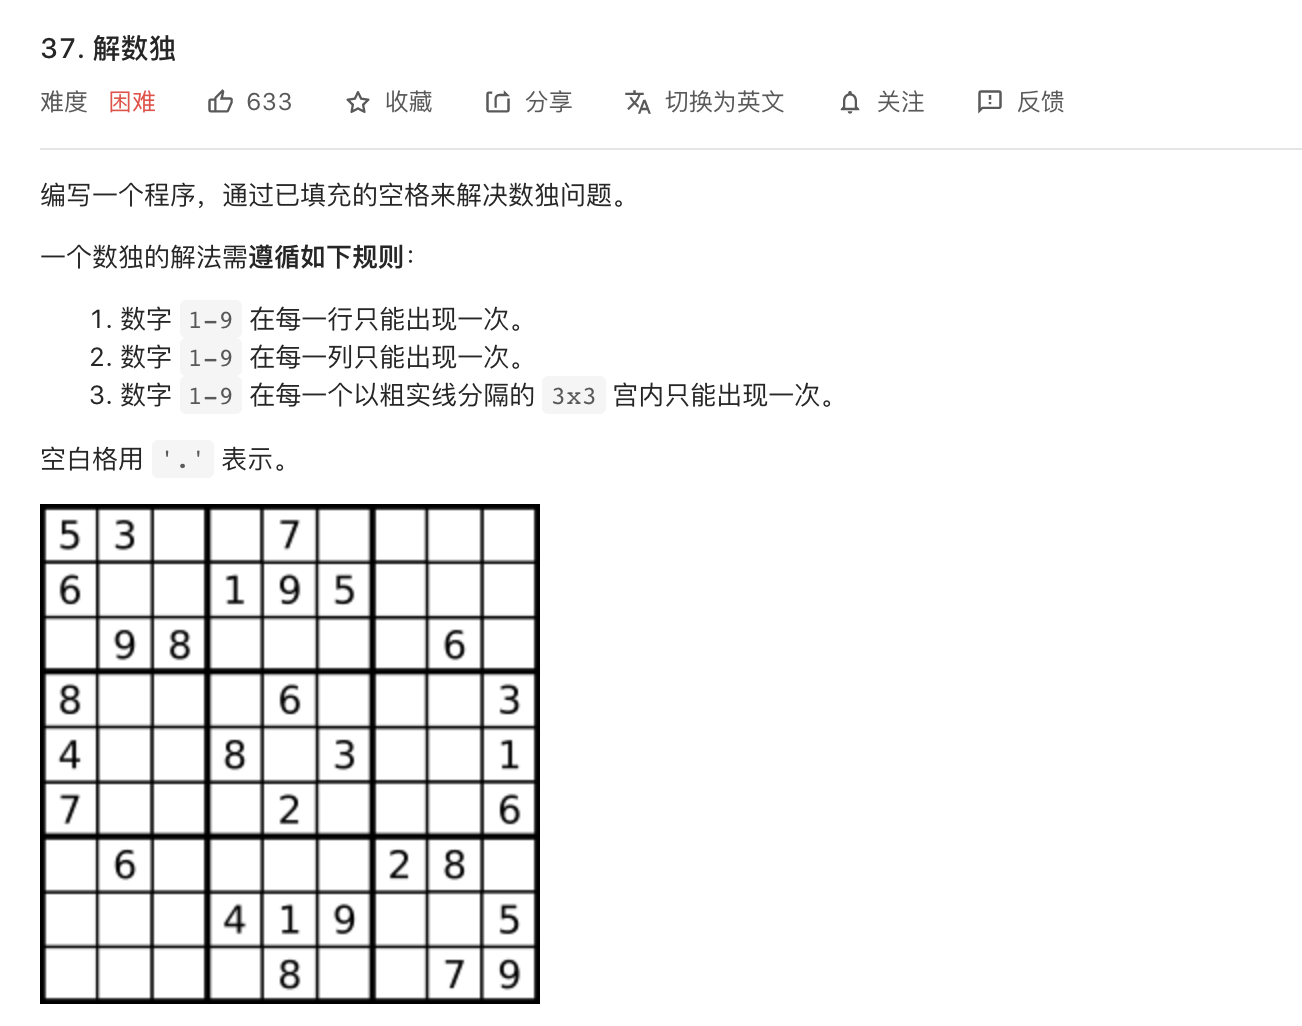 37. 解数独
难度 困难 633 收藏 分享 切换为英文 关注 反馈
编写一个程序，通过已填充的空格来解决数独问题。
一个数独的解法需遵循如下规则：
1. 数字 1-9 在每一行只能出现一次。
2. 数字 1-9 在每一列只能出现一次。
3. 数字 1-9 在每一个以粗实线分隔的 3x3 宫内只能出现一次。
空白格用 '.' 表示。
5 3 7
6 1 9 5
9 8 6
8 6 3
4 8 3 1
7 2 6
6 2 8
4 1 9 5
8 7 9